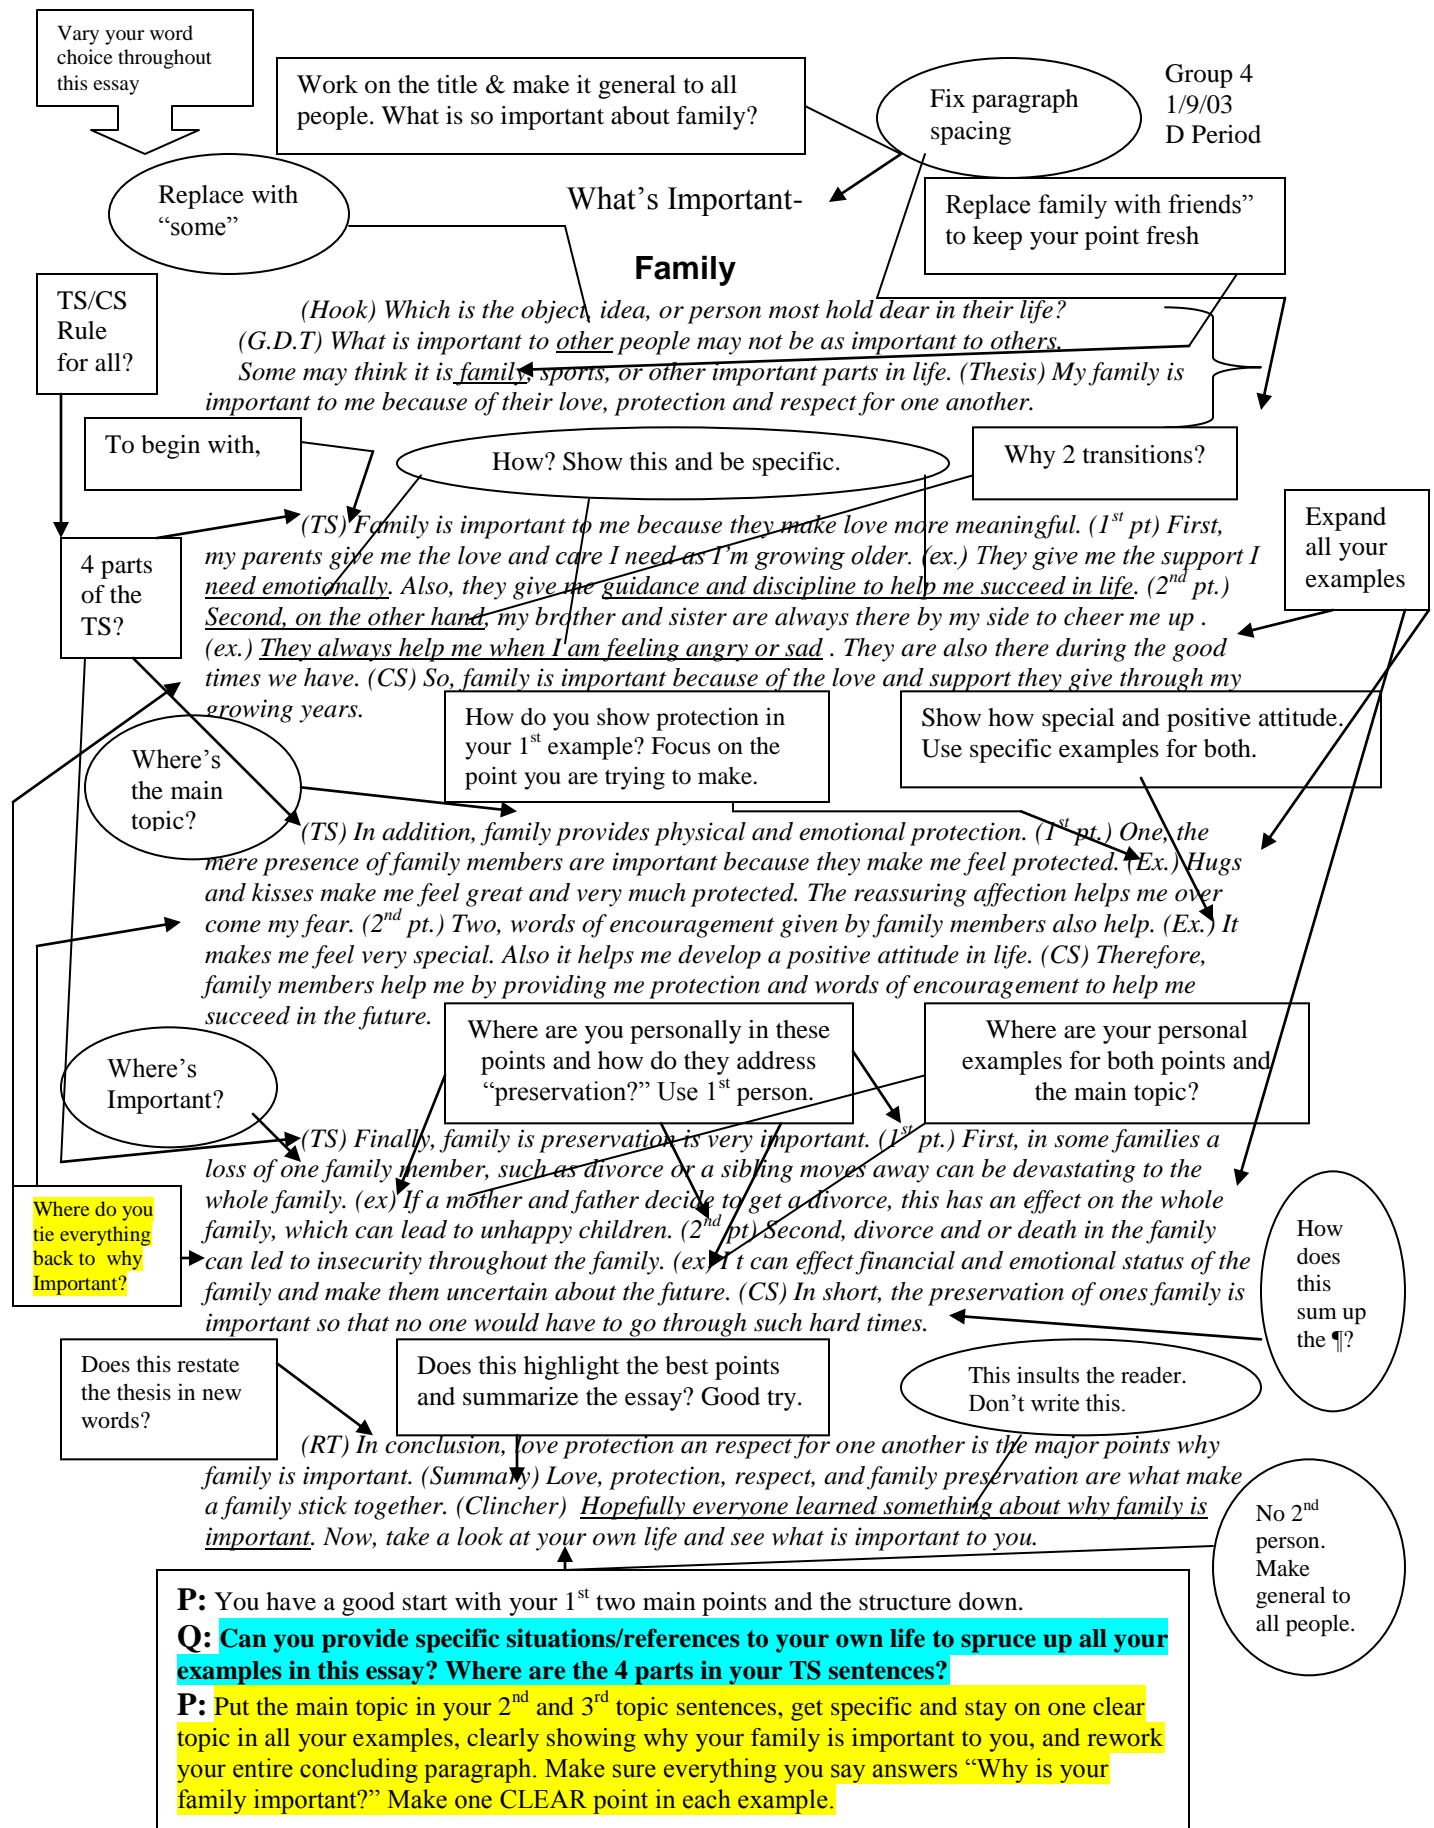 Vary your word
choice throughout
this essay
Work on the title & make it general to all
people. What is so important about family?
Fix paragraph
spacing
Group 4
1/9/03
D Period
Replace with
“some”
What’s Important-
Replace family with friends”
to keep your point fresh
Family
TS/CS
Rule
for all?
(Hook) Which is the object, idea, or person most hold dear in their life?
(G.D.T) What is important to other people may not be as important to others.
Some may think it is family, sports, or other important parts in life. (Thesis) My family is
important to me because of their love, protection and respect for one another.
To begin with,
How? Show this and be specific.
Why 2 transitions?
(TS) Family is important to me because they make love more meaningful. (1st pt) First,
my parents give me the love and care I need as I’m growing older. (ex.) They give me the support I
need emotionally. Also, they give me guidance and discipline to help me succeed in life. (2nd pt.)
Second, on the other hand, my brother and sister are always there by my side to cheer me up .
(ex.) They always help me when I am feeling angry or sad . They are also there during the good
times we have. (CS) So, family is important because of the love and support they give through my
growing years.
4 parts
of the
TS?
Expand
all your
examples
How do you show protection in
your 1st example? Focus on the
point you are trying to make.
Show how special and positive attitude.
Use specific examples for both.
Where’s
the main
topic?
(TS) In addition, family provides physical and emotional protection. (1st pt.) One, the
mere presence of family members are important because they make me feel protected. (Ex.) Hugs
and kisses make me feel great and very much protected. The reassuring affection helps me over
come my fear. (2nd pt.) Two, words of encouragement given by family members also help. (Ex.) It
makes me feel very special. Also it helps me develop a positive attitude in life. (CS) Therefore,
family members help me by providing me protection and words of encouragement to help me
succeed in the future.
Where are you personally in these
points and how do they address
“preservation?” Use 1st person.
Where are your personal
examples for both points and
the main topic?
Where’s
Important?
(TS) Finally, family is preservation is very important. (1st pt.) First, in some families a
loss of one family member, such as divorce or a sibling moves away can be devastating to the
whole family. (ex) If a mother and father decide to get a divorce, this has an effect on the whole
family, which can lead to unhappy children. (2nd pt) Second, divorce and or death in the family
can led to insecurity throughout the family. (ex) I t can effect financial and emotional status of the
family and make them uncertain about the future. (CS) In short, the preservation of ones family is
important so that no one would have to go through such hard times.
Where do you
tie everything
back to why
Important?
How
does
this
sum up
the ¶?
Does this restate
the thesis in new
words?
Does this highlight the best points
and summarize the essay? Good try.
This insults the reader.
Don’t write this.
(RT) In conclusion, love protection an respect for one another is the major points why
family is important. (Summary) Love, protection, respect, and family preservation are what make
a family stick together. (Clincher) Hopefully everyone learned something about why family is
important. Now, take a look at your own life and see what is important to you.
No 2nd
person.
Make
general to
all people.
P: You have a good start with your 1st two main points and the structure down.
Q: Can you provide specific situations/references to your own life to spruce up all your
examples in this essay? Where are the 4 parts in your TS sentences?
P: Put the main topic in your 2nd and 3rd topic sentences, get specific and stay on one clear
topic in all your examples, clearly showing why your family is important to you, and rework
your entire concluding paragraph. Make sure everything you say answers “Why is your
family important?” Make one CLEAR point in each example.